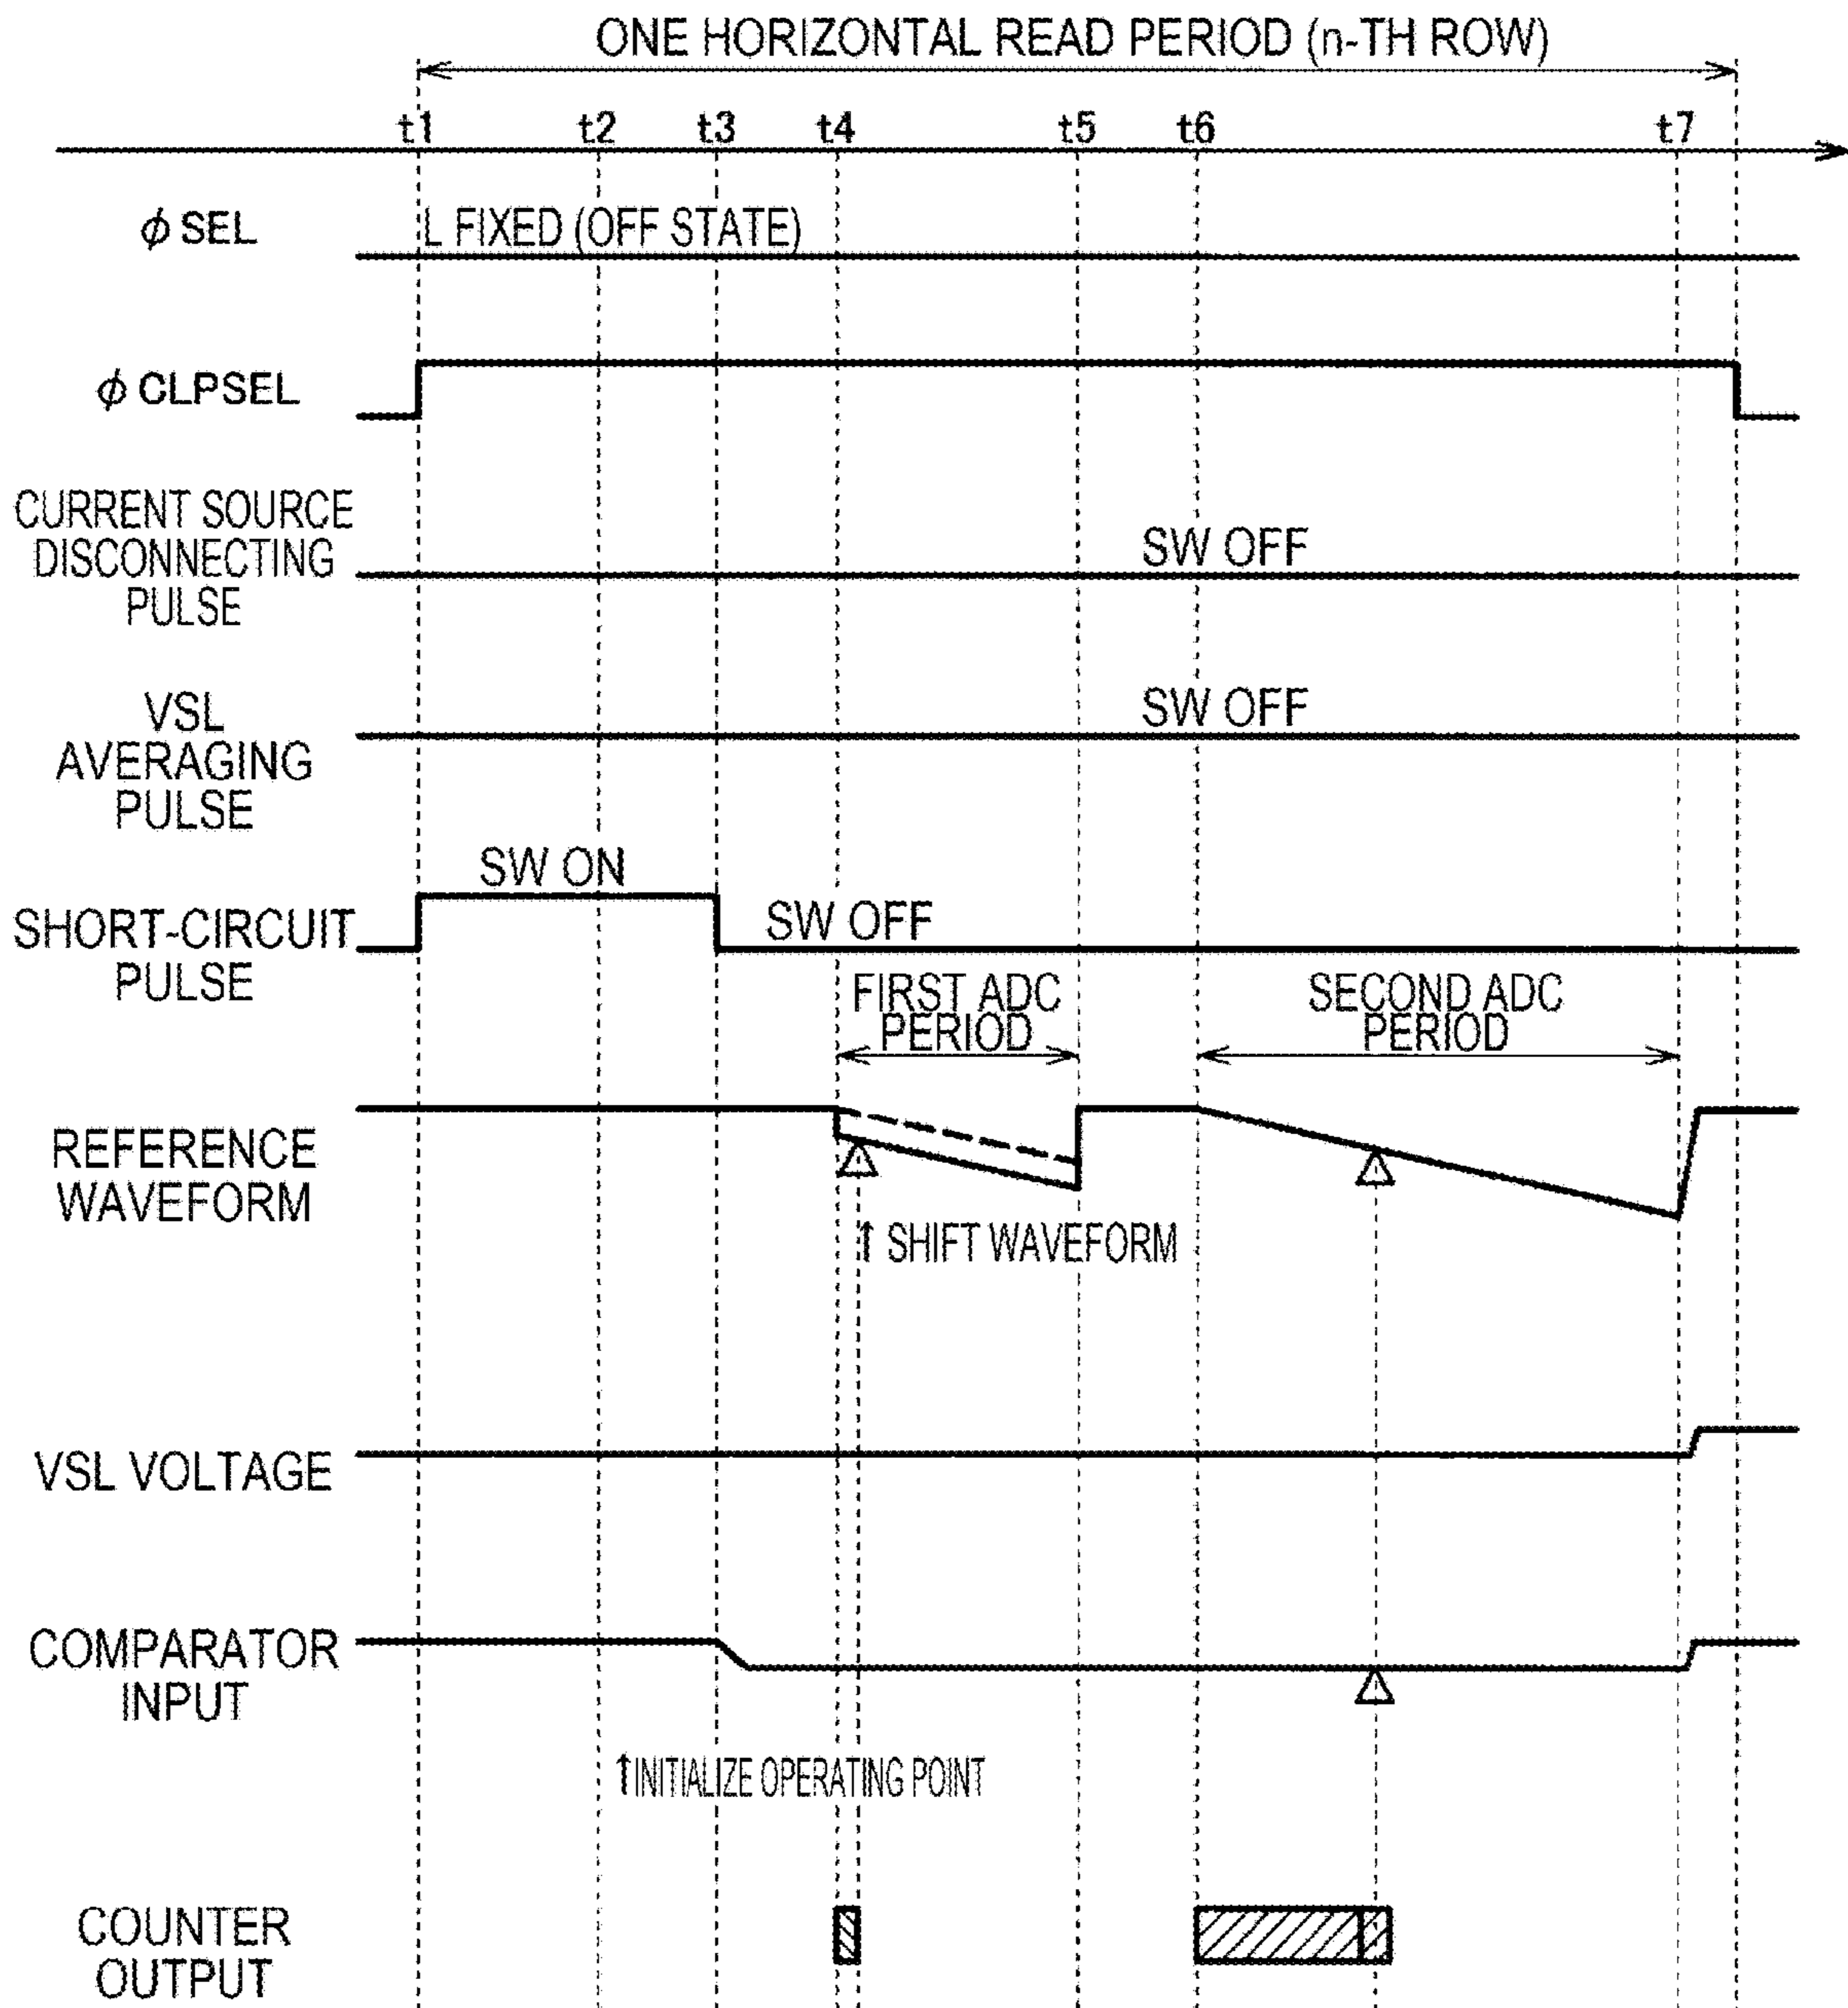 ONE HORIZONTAL READ PERIOD (n-TH ROW)
t1 t2 t3 t4 t5 t6 t7
ϕ SEL
L FIXED (OFF STATE)
ϕ CLPSEL
CURRENT SOURCE
DISCONNECTING
PULSE
SW OFF
VSL
AVERAGING
PULSE
SW OFF
SHORT-CIRCUIT
PULSE
SW ON
SW OFF
FIRST ADC
PERIOD
SECOND ADC
PERIOD
REFERENCE
WAVEFORM
↑ SHIFT WAVEFORM
VSL VOLTAGE
COMPARATOR
INPUT
↑INITIALIZE OPERATING POINT
COUNTER
OUTPUT